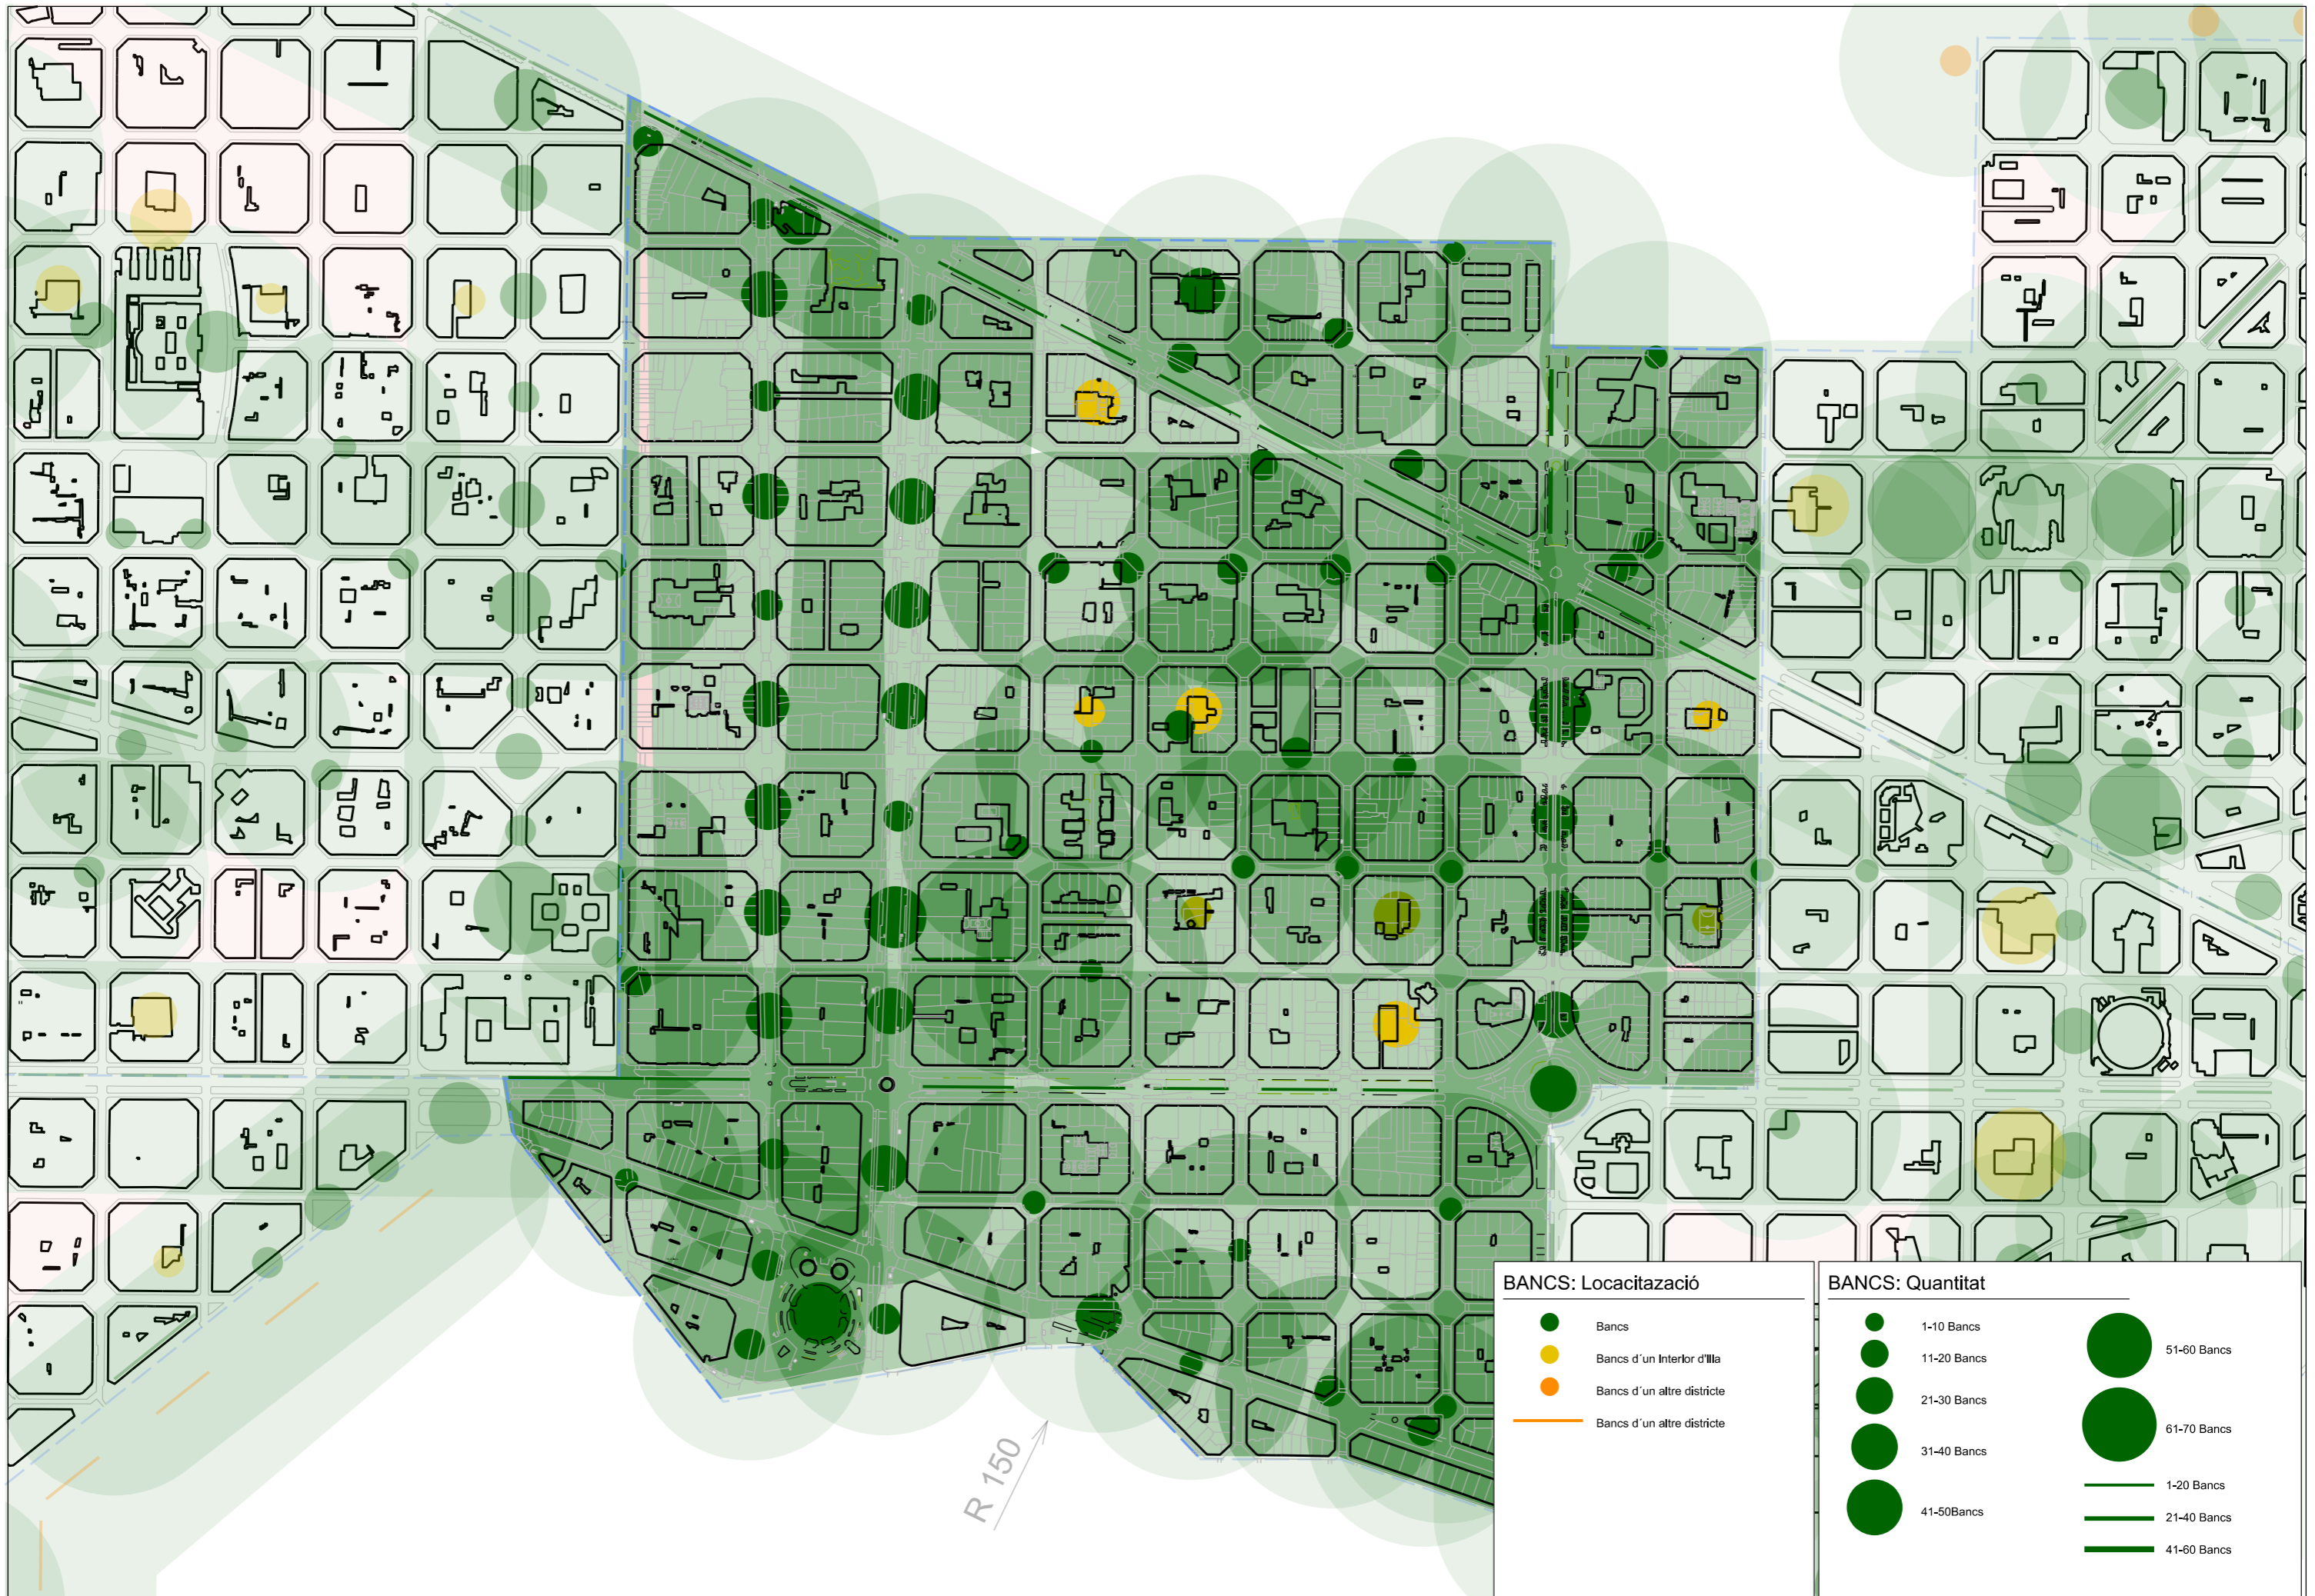 R 150
BANCS: Locacitazació
Bancs
Bancs d´un Interior d'Illa
Bancs d´un altre districte
Bancs d´un altre districte
BANCS: Quantitat
1-10 Bancs
11-20 Bancs
21-30 Bancs
31-40 Bancs
41-50Bancs
51-60 Bancs
61-70 Bancs
1-20 Bancs
21-40 Bancs
41-60 Bancs